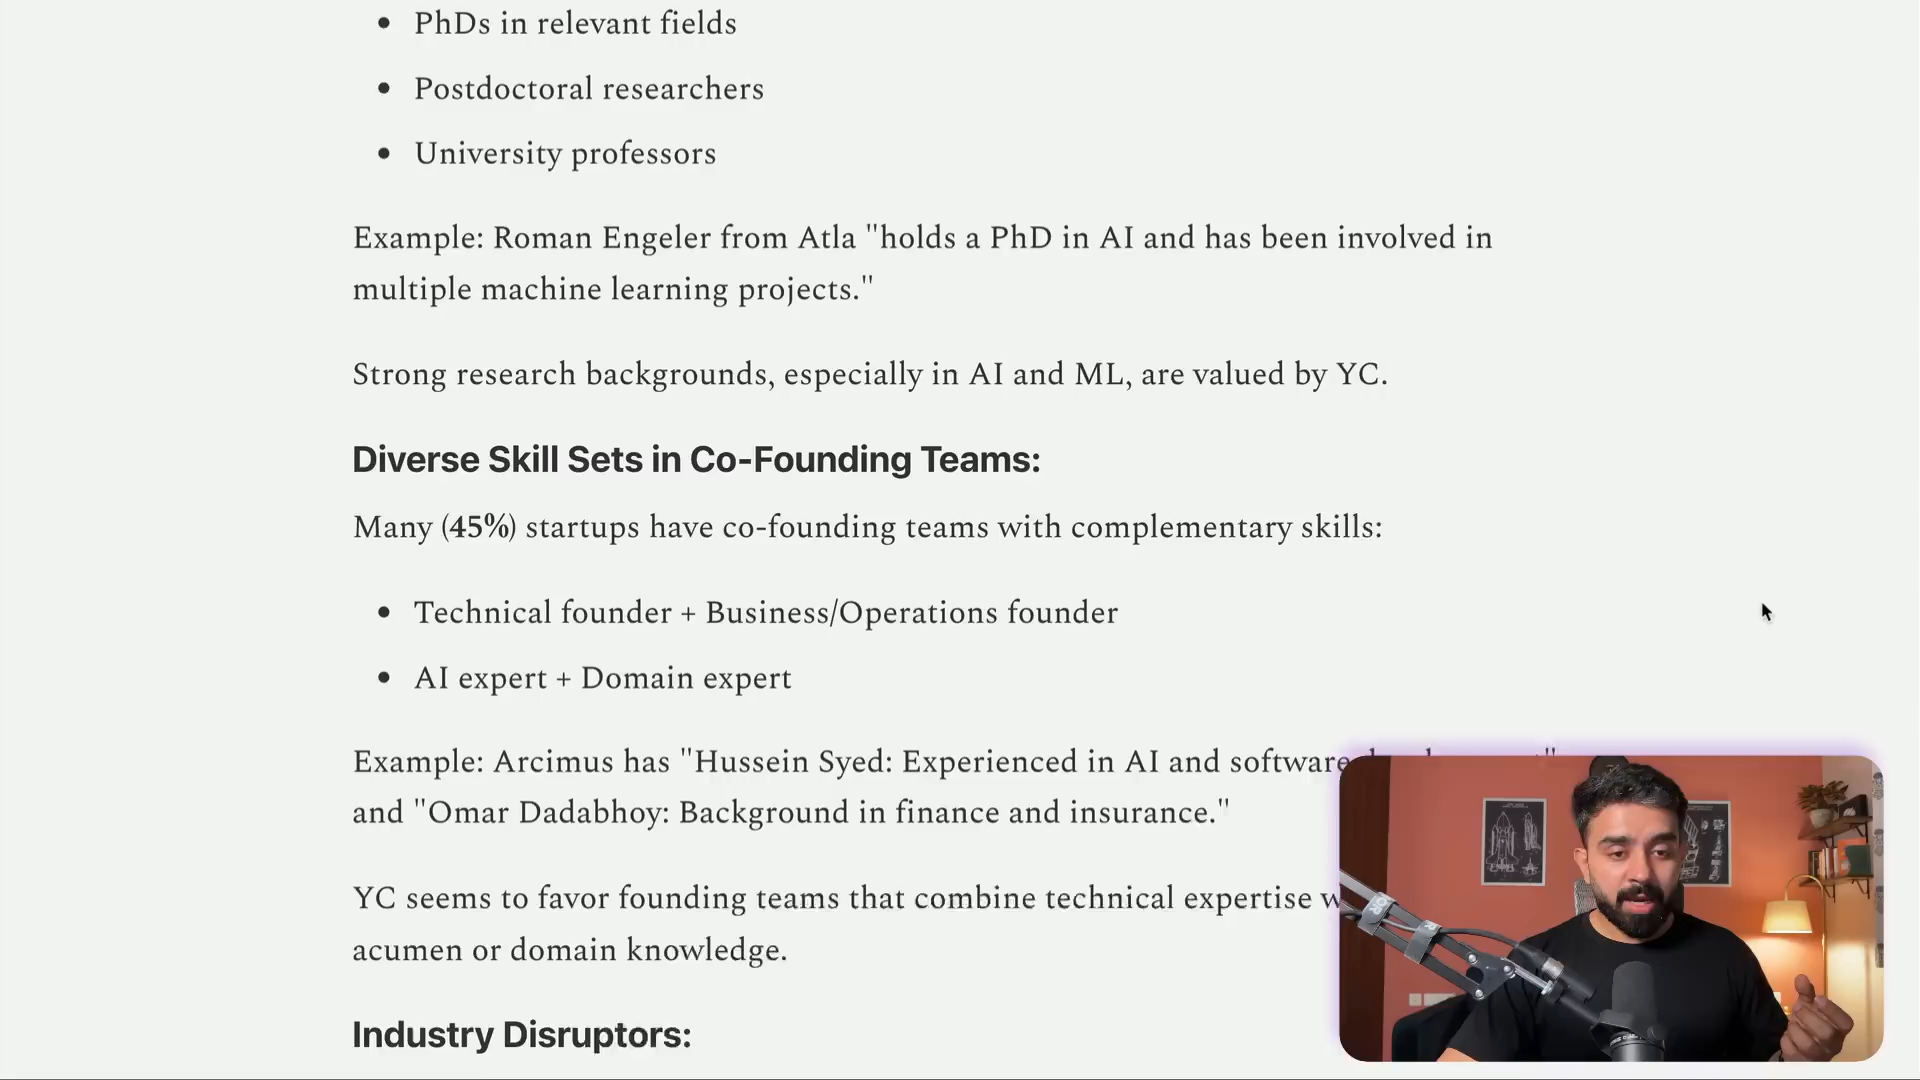 PhDs in relevant fields
Postdoctoral researchers
University professors
Example: Roman Engeler from Atla "holds a PhD in AI and has been involved in
multiple machine learning projects."
Strong research backgrounds, especially in AI and ML, are valued by YC.
Diverse Skill Sets in Co-Founding Teams:
Many (45%) startups have co-founding teams with complementary skills:
Technical founder + Business/Operations founder
AI expert + Domain expert
Example: Arcimus has "Hussein Syed: Experienced in AI and software
and "Omar Dadabhoy: Background in finance and insurance."
YC seems to favor founding teams that combine technical expertise
acumen or domain knowledge.
Industry Disruptors: